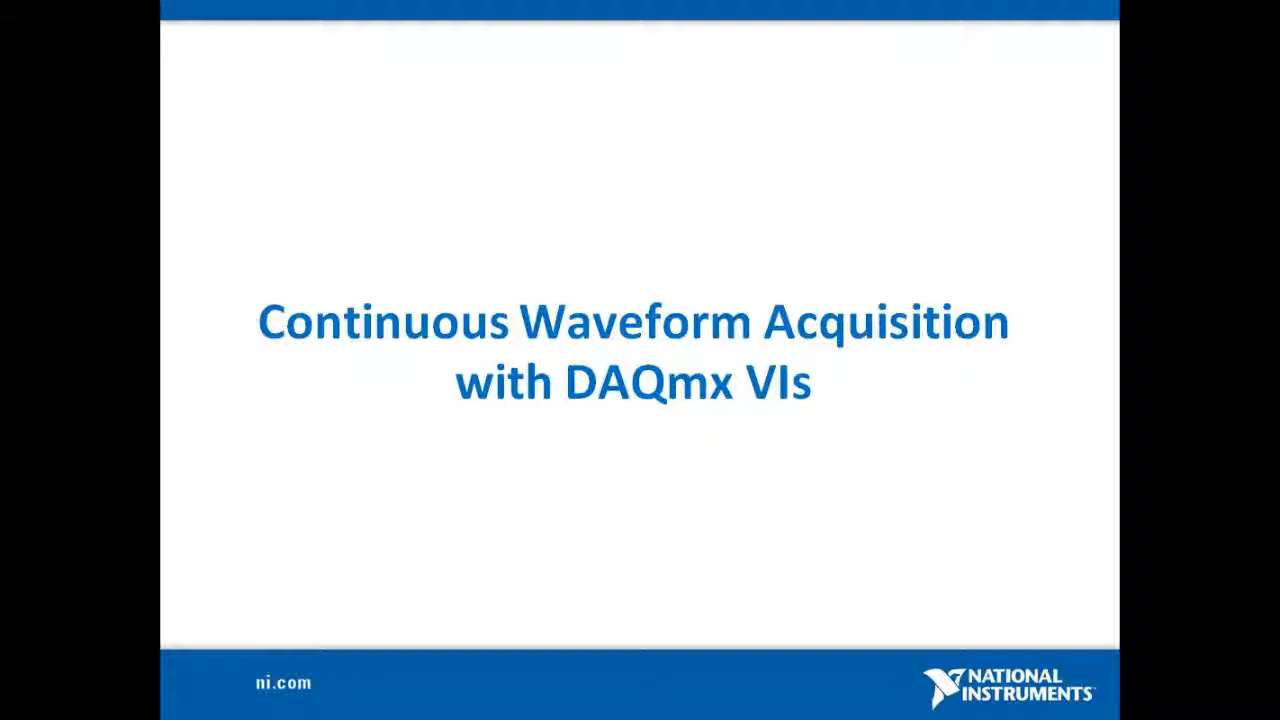 Continuous Waveform Acquisition
with DAQmx VIs
ni.com
NATIONAL
INSTRUMENTS